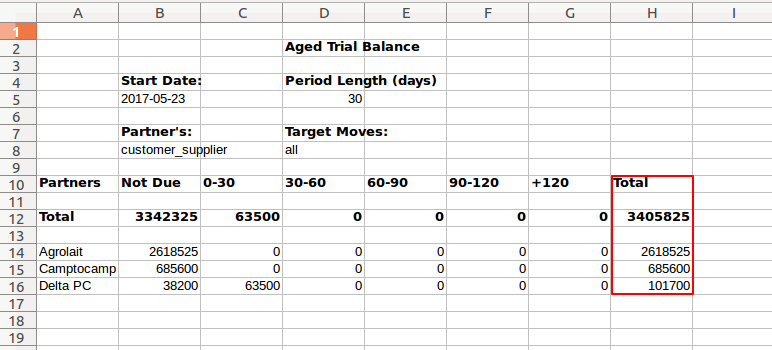 A B C D E F G H I
1
2 Aged Trial Balance
3
4 Start Date: Period Length (days)
5 2017-05-23 30
6
7 Partner's: Target Moves:
8 customer_supplier all
9
10 Partners Not Due 0-30 30-60 60-90 90-120 +120 Total
11
12 Total 3342325 63500 0 0 0 0 3405825
13
14 Agrolait 2618525 0 0 0 0 0 2618525
15 Camptocamp 685600 0 0 0 0 0 685600
16 Delta PC 38200 63500 0 0 0 0 101700
17
18
19